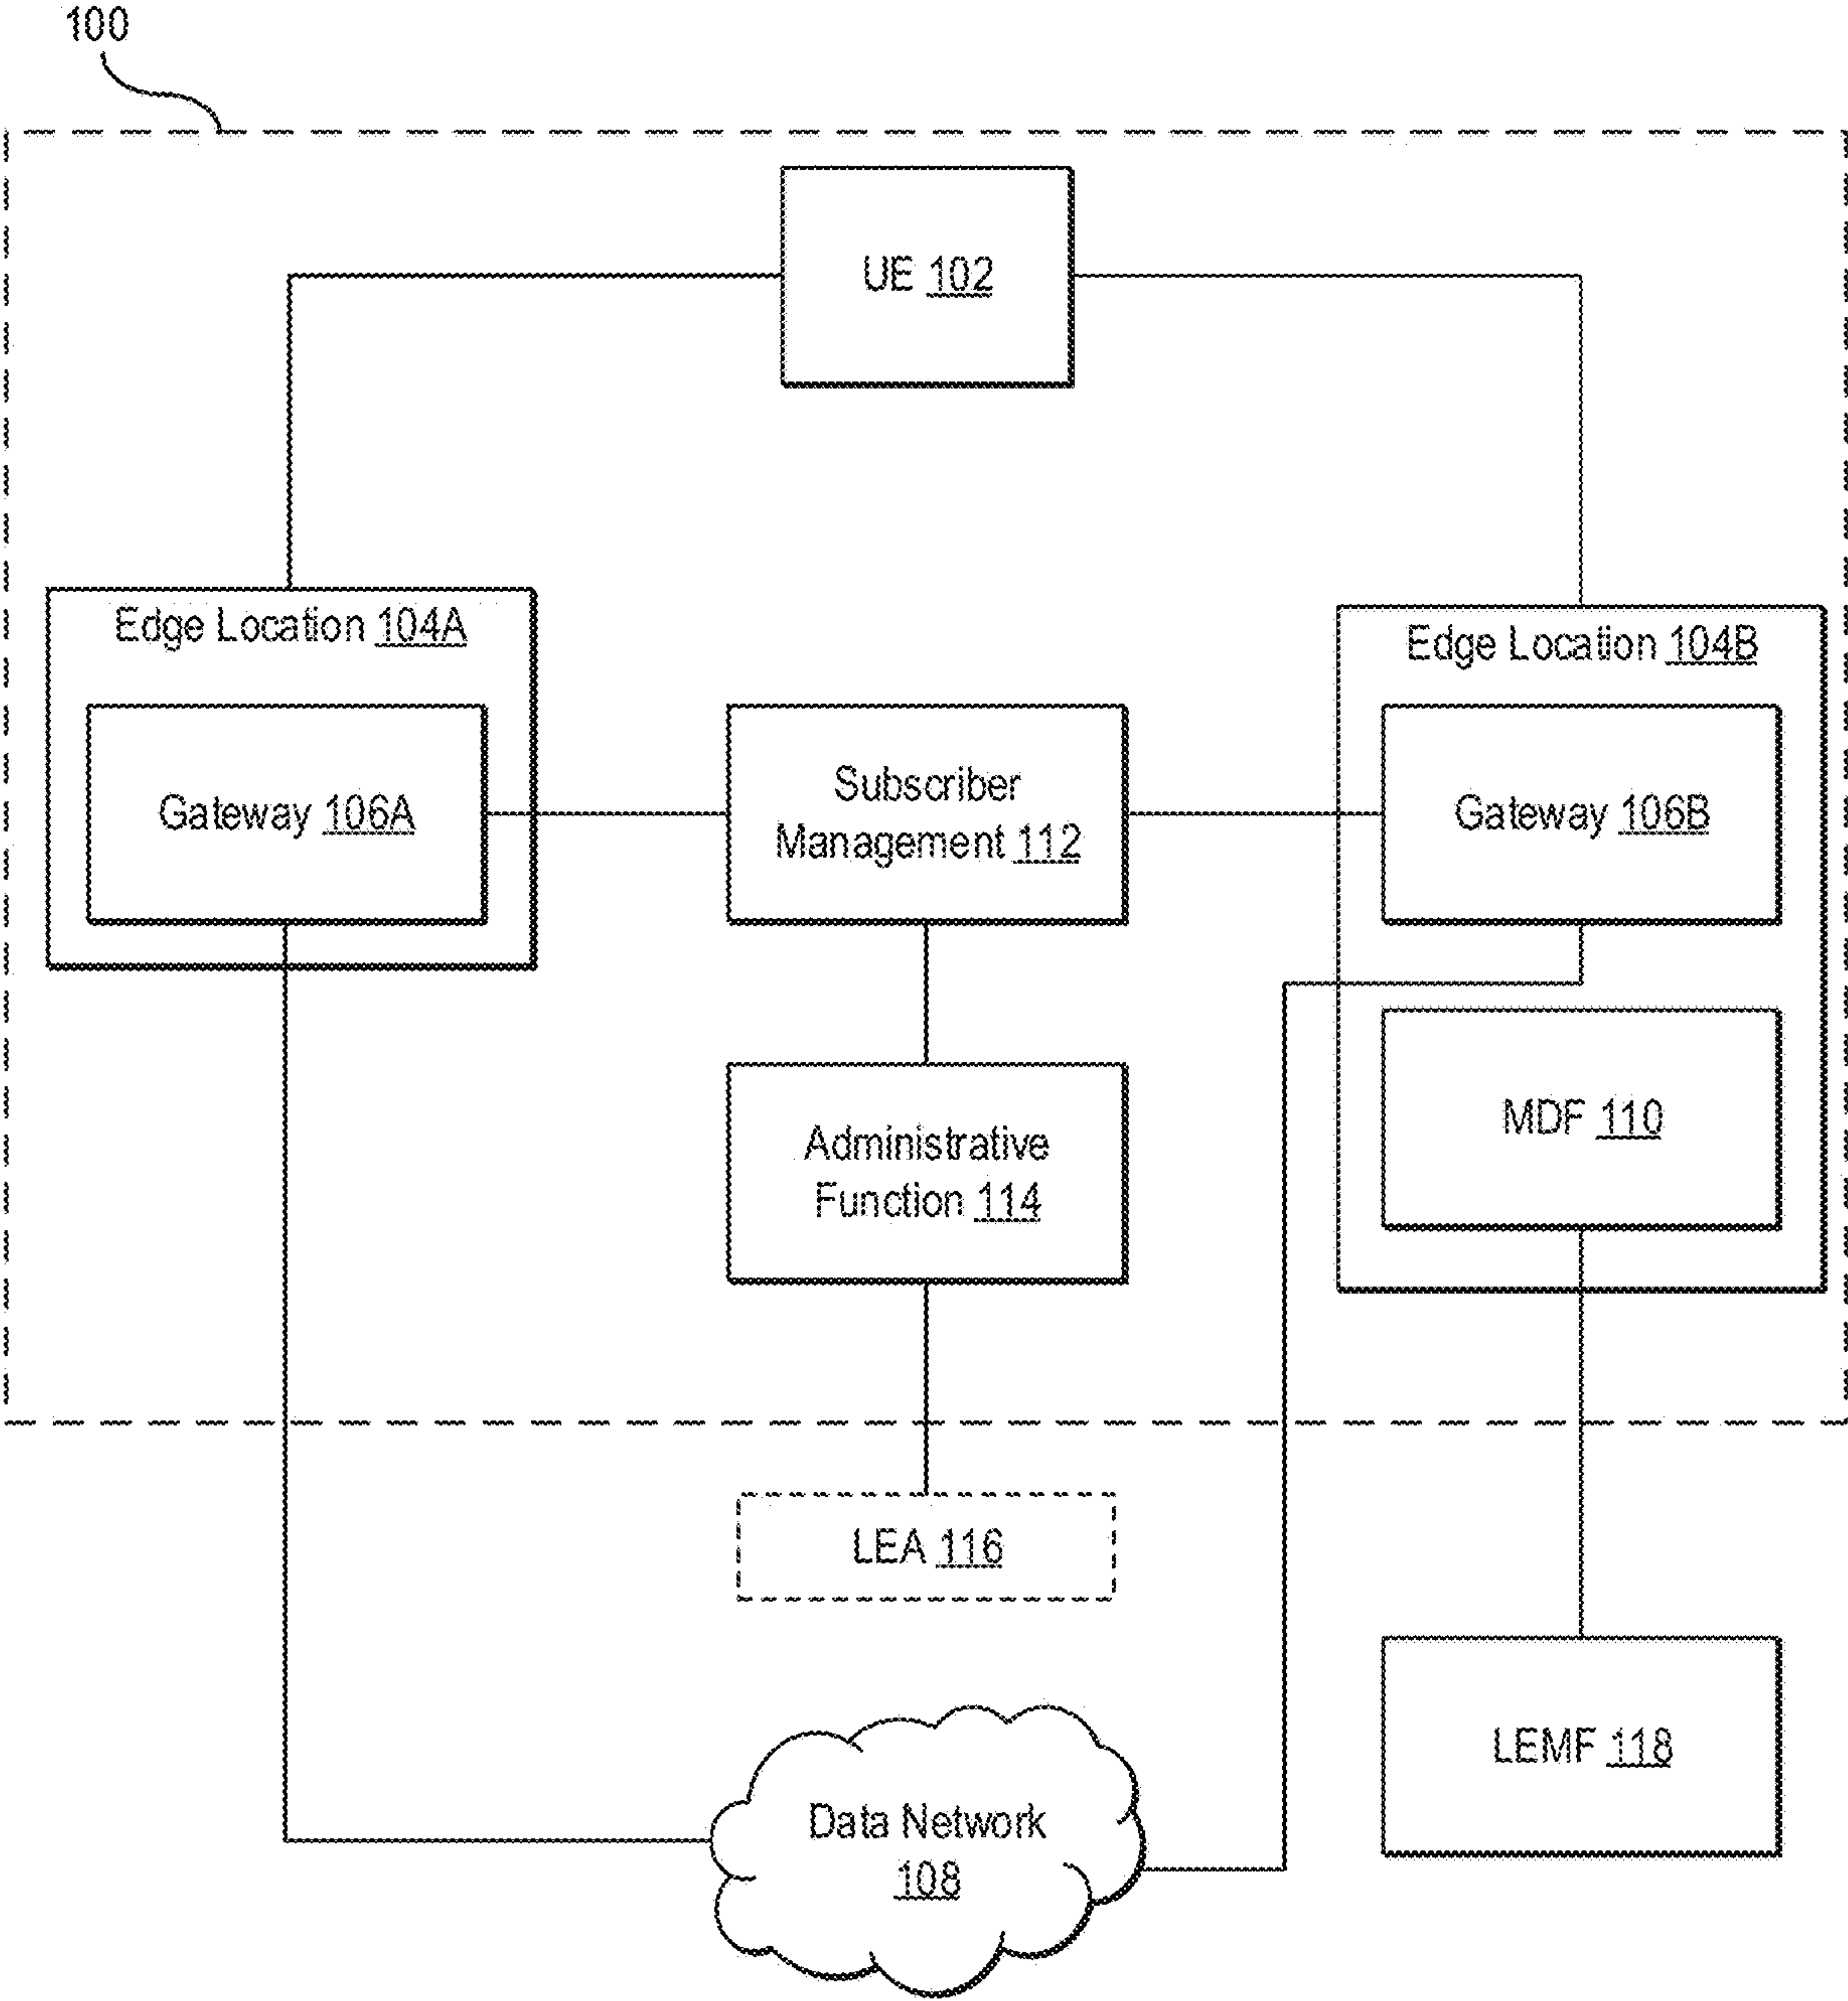 100
UE 102
Edge Location 104A
Edge Location 104B
Gateway 106A
Subscriber
Management 112
Gateway 106B
MDF 110
Administrative
Function 114
LEA 116
LEMF 118
Data Network
108